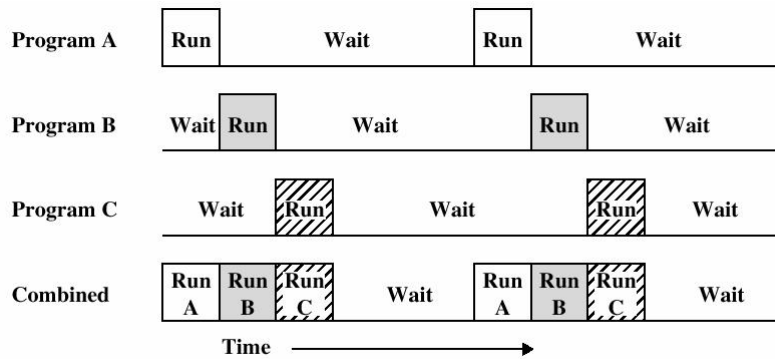 Program A Run Wait Run Wait
Program B Wait Run Wait Run Wait
Program C Wait Run Wait Run Wait
Combined Run A Run B Run C Wait Run A Run B Run C Wait
Time